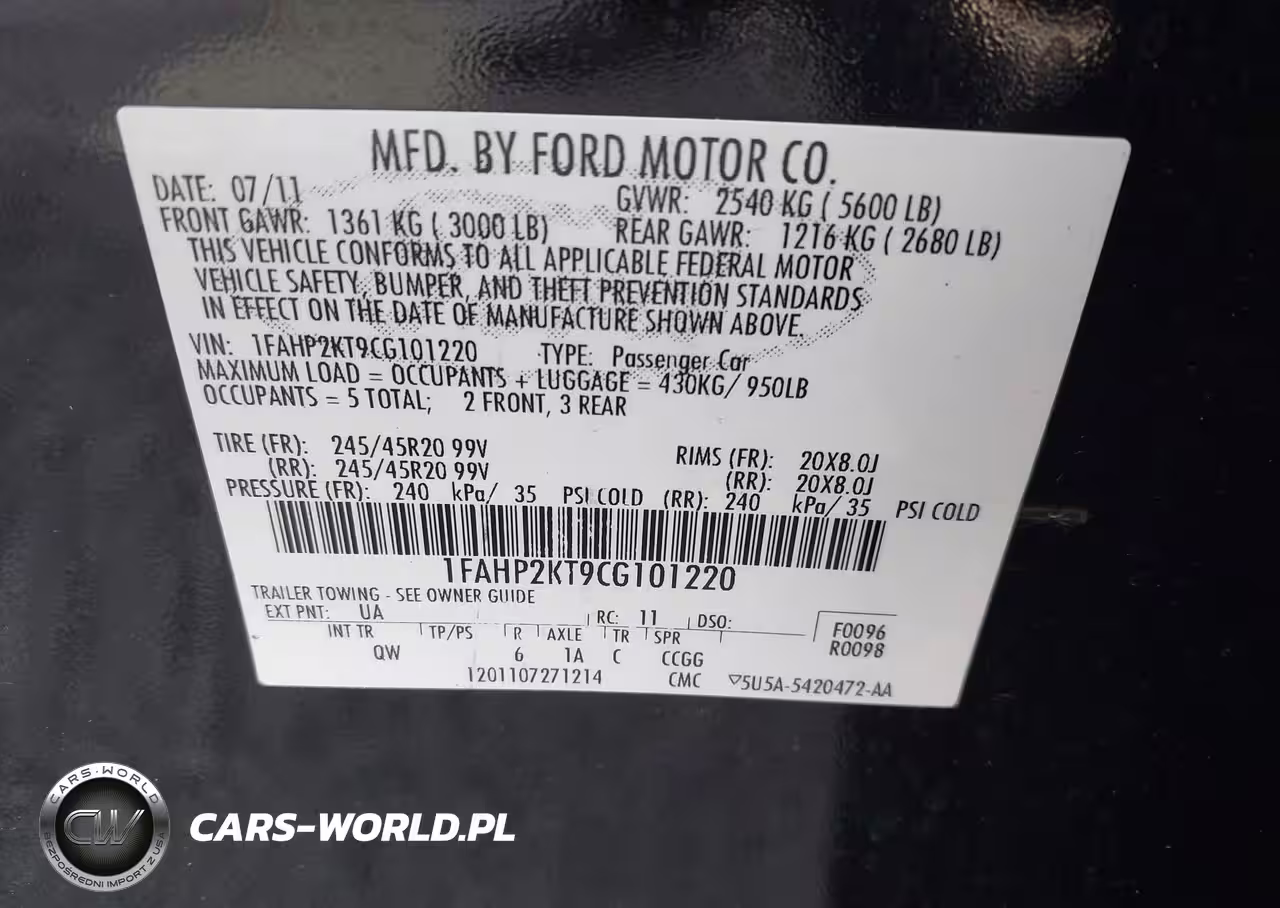 MFD. BY FORD MOTOR CO.
DATE: 07/11 GVWR: 2540 KG ( 5600 LB)
FRONT GAWR: 1361 KG ( 3000 LB) REAR GAWR: 1216 KG ( 2680 LB)
THIS VEHICLE CONFORMS TO ALL APPLICABLE FEDERAL MOTOR
VEHICLE SAFETY, BUMPER, AND THEFT PREVENTION STANDARDS
IN EFFECT ON THE DATE OF MANUFACTURE SHOWN ABOVE.
VIN: 1FAHP2KT9CG101220 TYPE: Passenger Car
MAXIMUM LOAD = OCCUPANTS + LUGGAGE = 430KG/ 950LB
OCCUPANTS = 5 TOTAL; 2 FRONT, 3 REAR
TIRE (FR): 245/45R20 99V RIMS (FR): 20X8.0J
(RR): 245/45R20 99V (RR): 20X8.0J
PRESSURE (FR): 240 kPa/ 35 PSI COLD (RR): 240 kPa/ 35 PSI COLD
1FAHP2KT9CG101220
TRAILER TOWING - SEE OWNER GUIDE
EXT PNT: UA RC: 11 DSO:
INT TR TP/PS R AXLE TR SPR F0096
QW 6 1A C CCGG R0098
1201107271214 CMC ▽5U5A-5420472-AA
CARS-WORLD
CW
BEZPOŚREDNI IMPORT Z USA
CARS-WORLD.PL